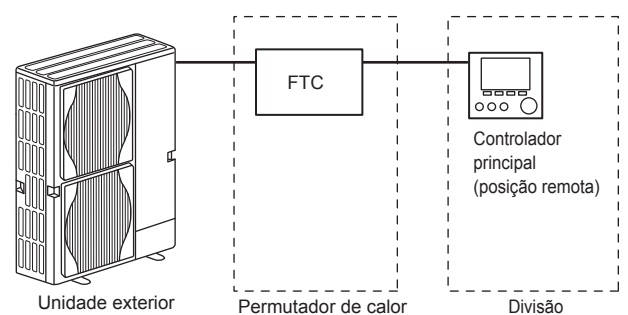 FTC
Controlador
principal
(posição remota)
Unidade exterior
Permutador de calor
Divisão